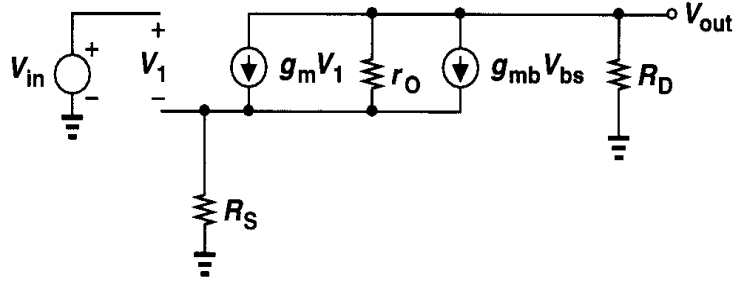 V_in
+
−
+
V_1
−
g_m V_1
r_O
g_mb V_bs
V_out
R_D
R_S